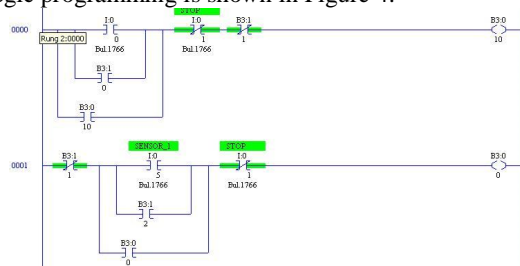 ogic programming is shown in Figure 4.
STOP
I:0 I:0 B3:1 B3:0
0000
0 1 1 10
Rung 2:0000
Bul.1766 Bul.1766
B3:1
0
B3:0
10
SENSOR_1 STOP
B3:1 I:0 I:0 B3:0
0001
1 5 1 0
Bul.1766 Bul.1766
B3:1
2
B3:0
0